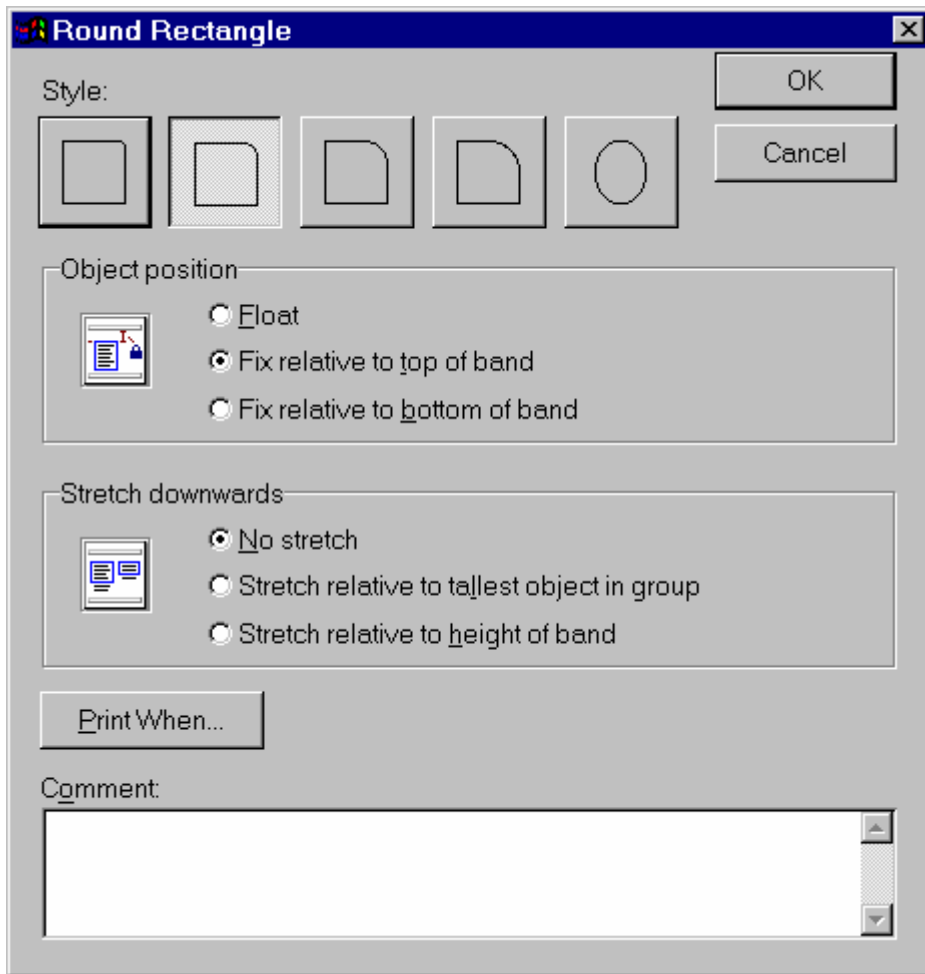 Round Rectangle
Style:
OK
Cancel
Object position
Float
Fix relative to top of band
Fix relative to bottom of band
Stretch downwards
No stretch
Stretch relative to tallest object in group
Stretch relative to height of band
Print When...
Comment: